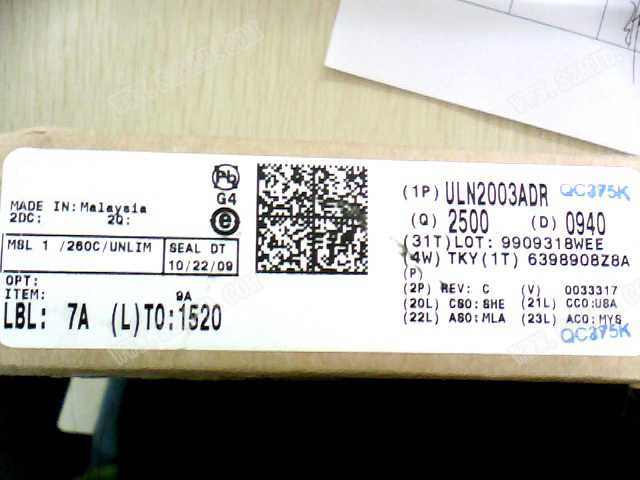 Pb
G4
e
MADE IN: Malaysia
2DC: 2Q:
MSL 1 /260C/UNLIM
SEAL DT
10/22/09
OPT:
ITEM: 9A
LBL: 7A (L)TO:1520
(1P) ULN2003ADR QC375K
(Q) 2500 (D) 0940
(31T) LOT: 9909318WEE
(4W) TKY(1T) 6398908Z8A
(P)
(2P) REV: C (V) 0033317
(20L) CSO: SHE (21L) CCO:USA
(22L) ASO:MLA (23L) ACO:MYS
QC375K